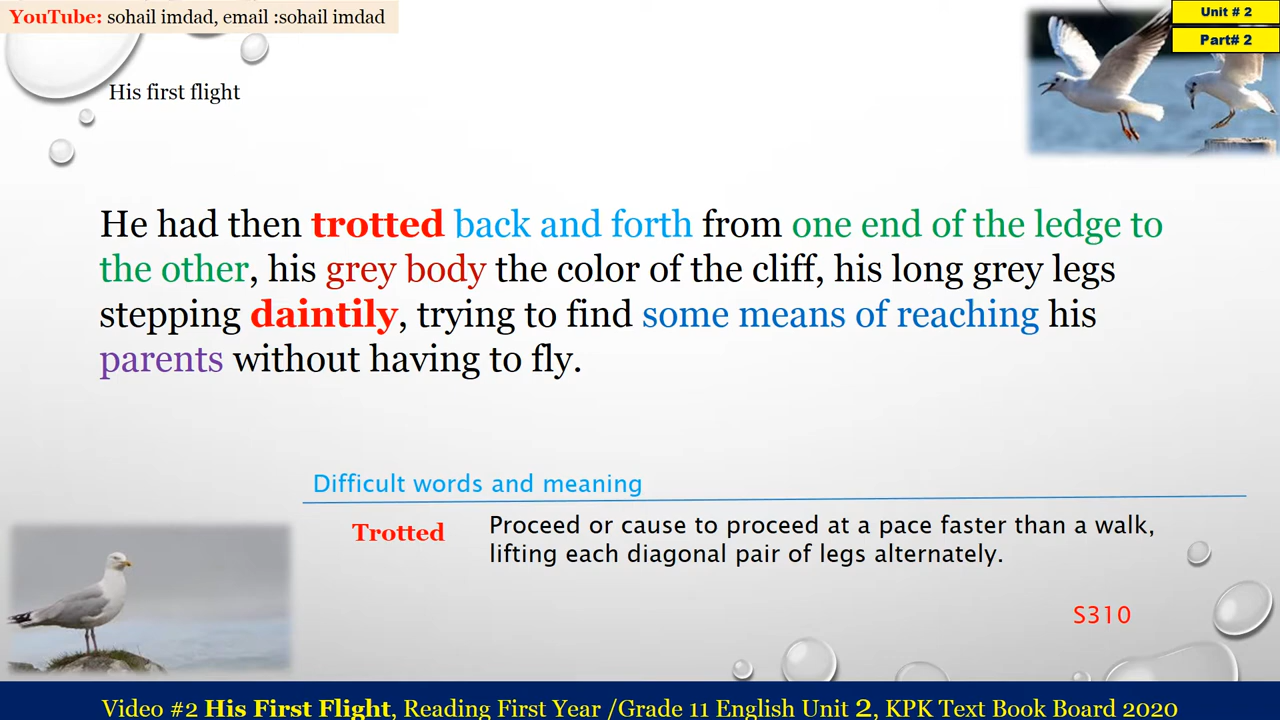 YouTube: sohail imdad, email :sohail imdad
Unit # 2
Part# 2
His first flight
He had then trotted back and forth from one end of the ledge to
the other, his grey body the color of the cliff, his long grey legs
stepping daintily, trying to find some means of reaching his
parents without having to fly.
Difficult words and meaning
Trotted
Proceed or cause to proceed at a pace faster than a walk,
lifting each diagonal pair of legs alternately.
S310
Video #2 His First Flight, Reading First Year /Grade 11 English Unit 2, KPK Text Book Board 2020